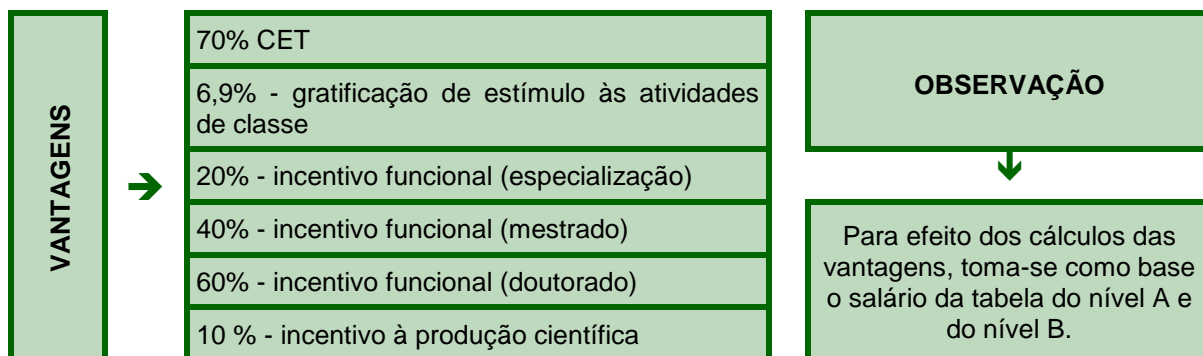 VANTAGENS
70% CET
6,9% - gratificação de estímulo às atividades
de classe
20% - incentivo funcional (especialização)
40% - incentivo funcional (mestrado)
60% - incentivo funcional (doutorado)
10 % - incentivo à produção científica
OBSERVAÇÃO
Para efeito dos cálculos das
vantagens, toma-se como base
o salário da tabela do nível A e
do nível B.